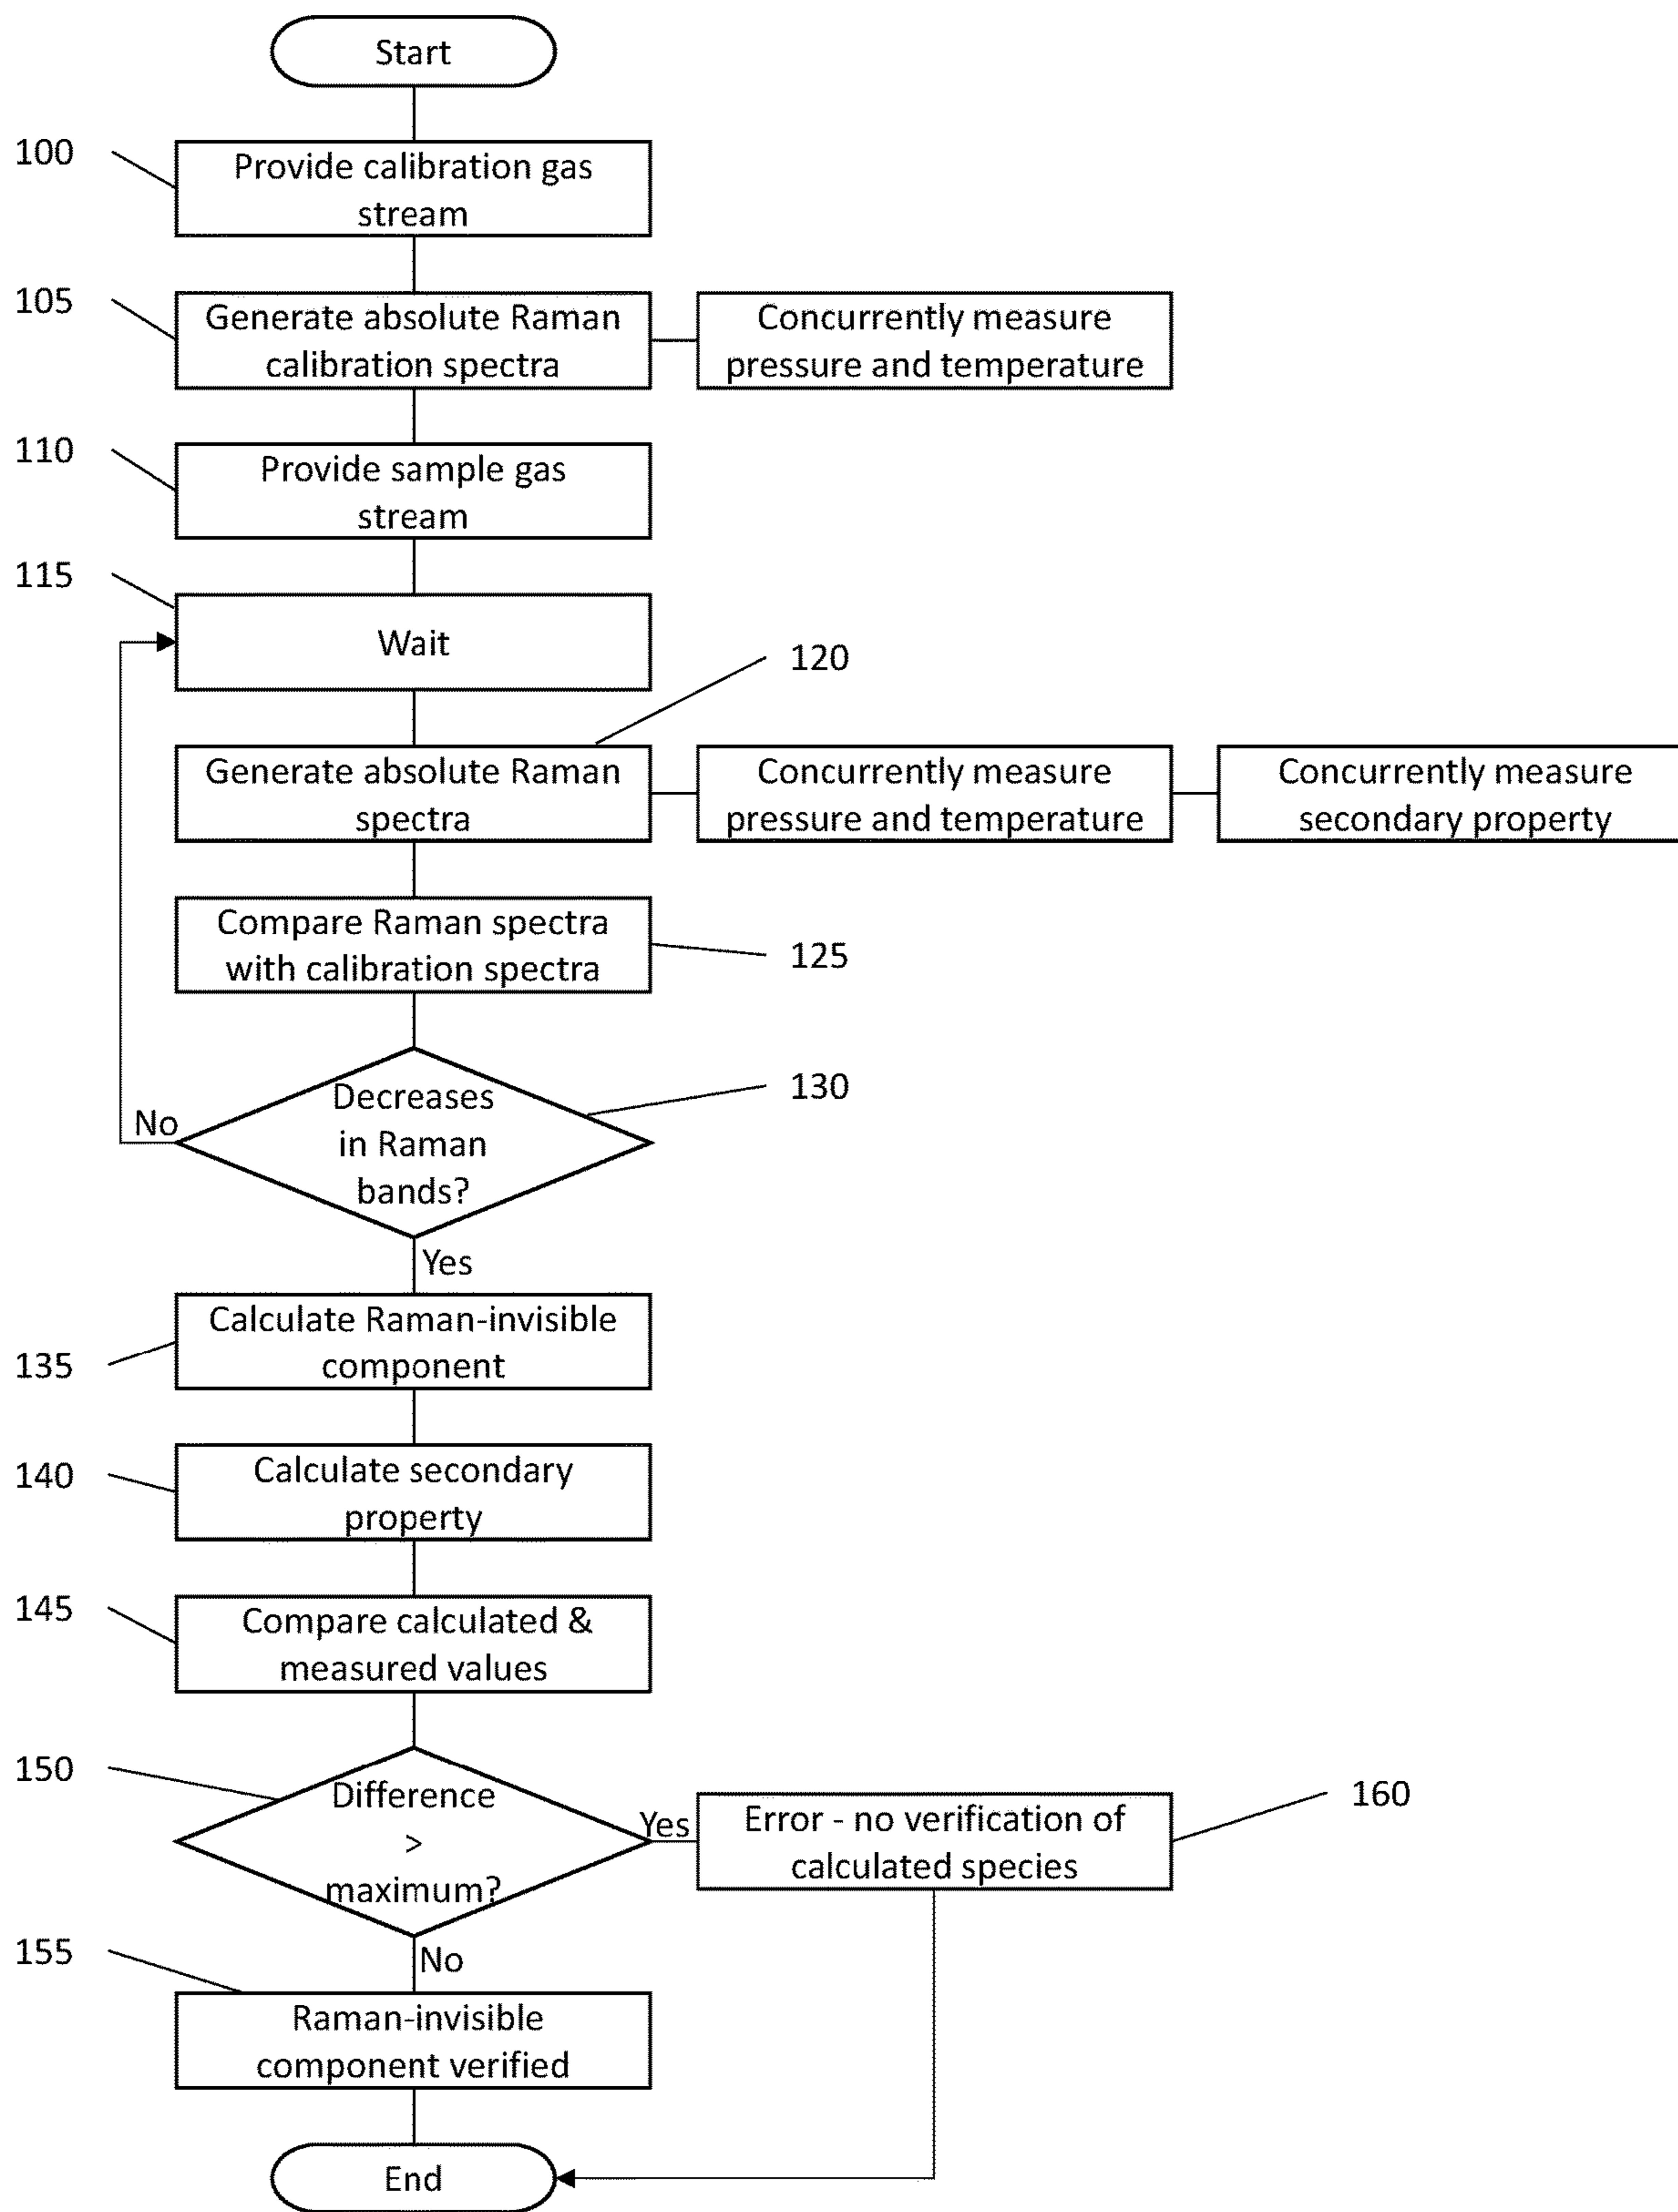 Start
100
Provide calibration gas
stream
105
Generate absolute Raman
calibration spectra
Concurrently measure
pressure and temperature
110
Provide sample gas
stream
115
Wait
120
Generate absolute Raman
spectra
Concurrently measure
pressure and temperature
Concurrently measure
secondary property
Compare Raman spectra
with calibration spectra
125
Decreases
in Raman
bands?
130
No
Yes
Calculate Raman-invisible
component
135
140
Calculate secondary
property
145
Compare calculated &
measured values
150
Difference
>
maximum?
Yes
Error - no verification of
calculated species
160
No
155
Raman-invisible
component verified
End